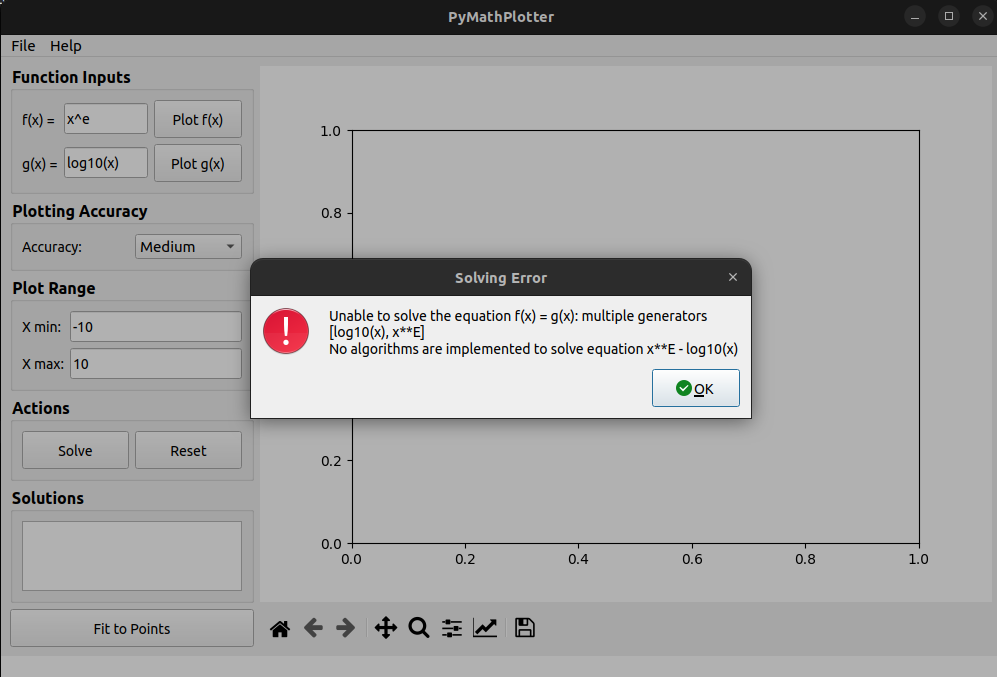 PyMathPlotter
File Help
Function Inputs
f(x) = x^e Plot f(x)
g(x) = log10(x) Plot g(x)
Plotting Accuracy
Accuracy: Medium
Plot Range
X min: -10
X max: 10
Actions
Solve Reset
Solutions
Fit to Points
1.0
0.8
0.2
0.0
0.0 0.2 0.4 0.6 0.8 1.0
Solving Error
Unable to solve the equation f(x) = g(x): multiple generators
[log10(x), x**E]
No algorithms are implemented to solve equation x**E - log10(x)
OK